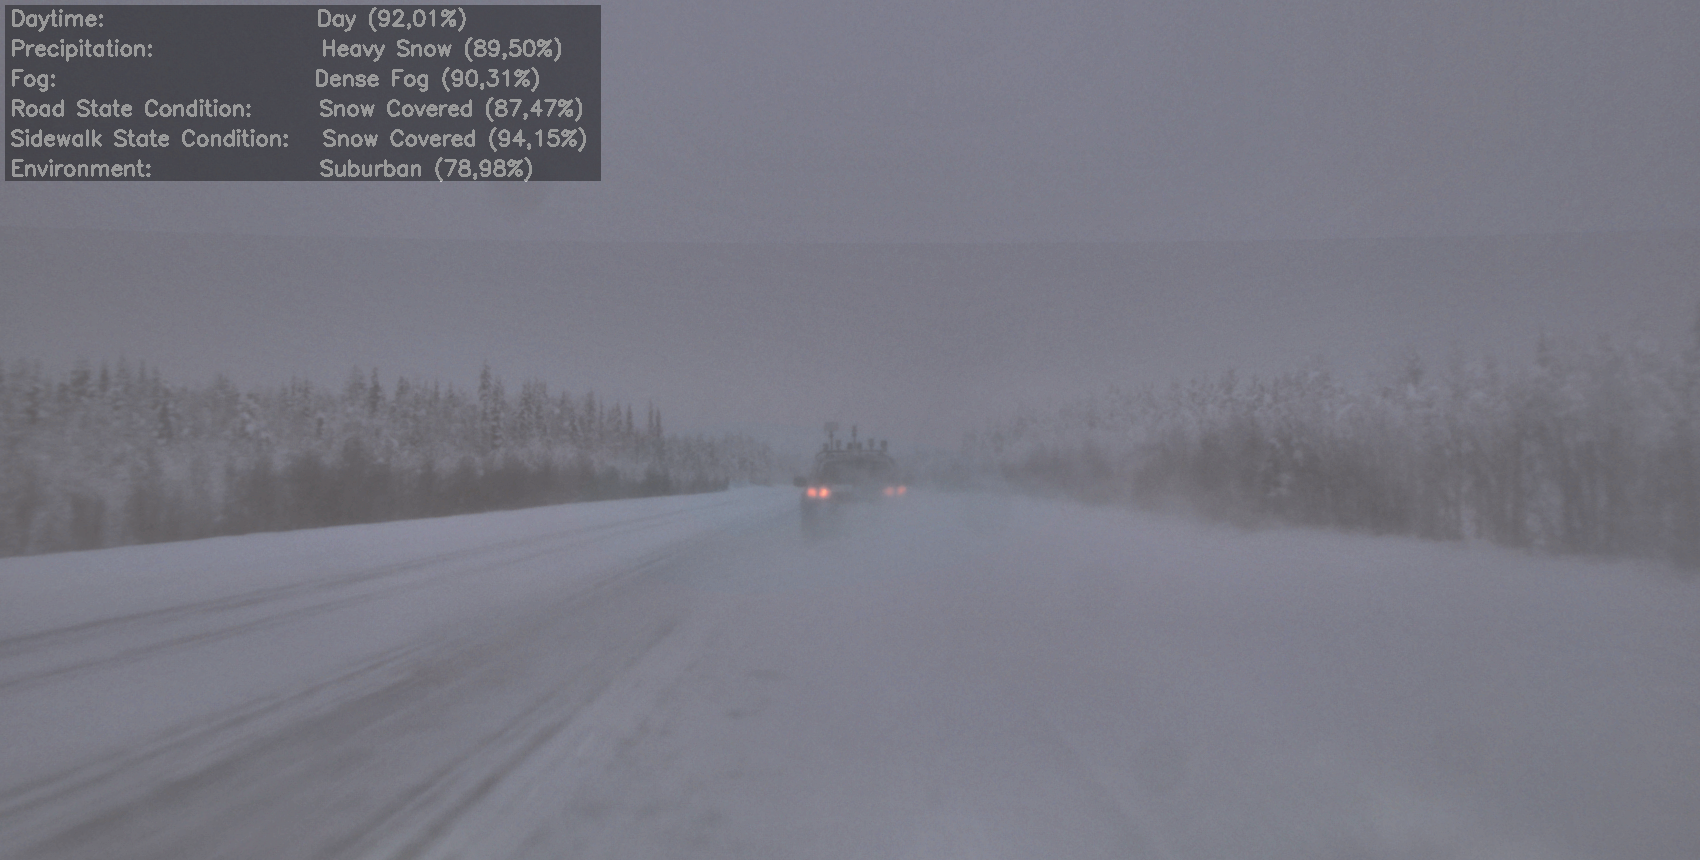 Daytime: Day (92,01%)
Precipitation: Heavy Snow (89,50%)
Fog: Dense Fog (90,31%)
Road State Condition: Snow Covered (87,47%)
Sidewalk State Condition: Snow Covered (94,15%)
Environment: Suburban (78,98%)